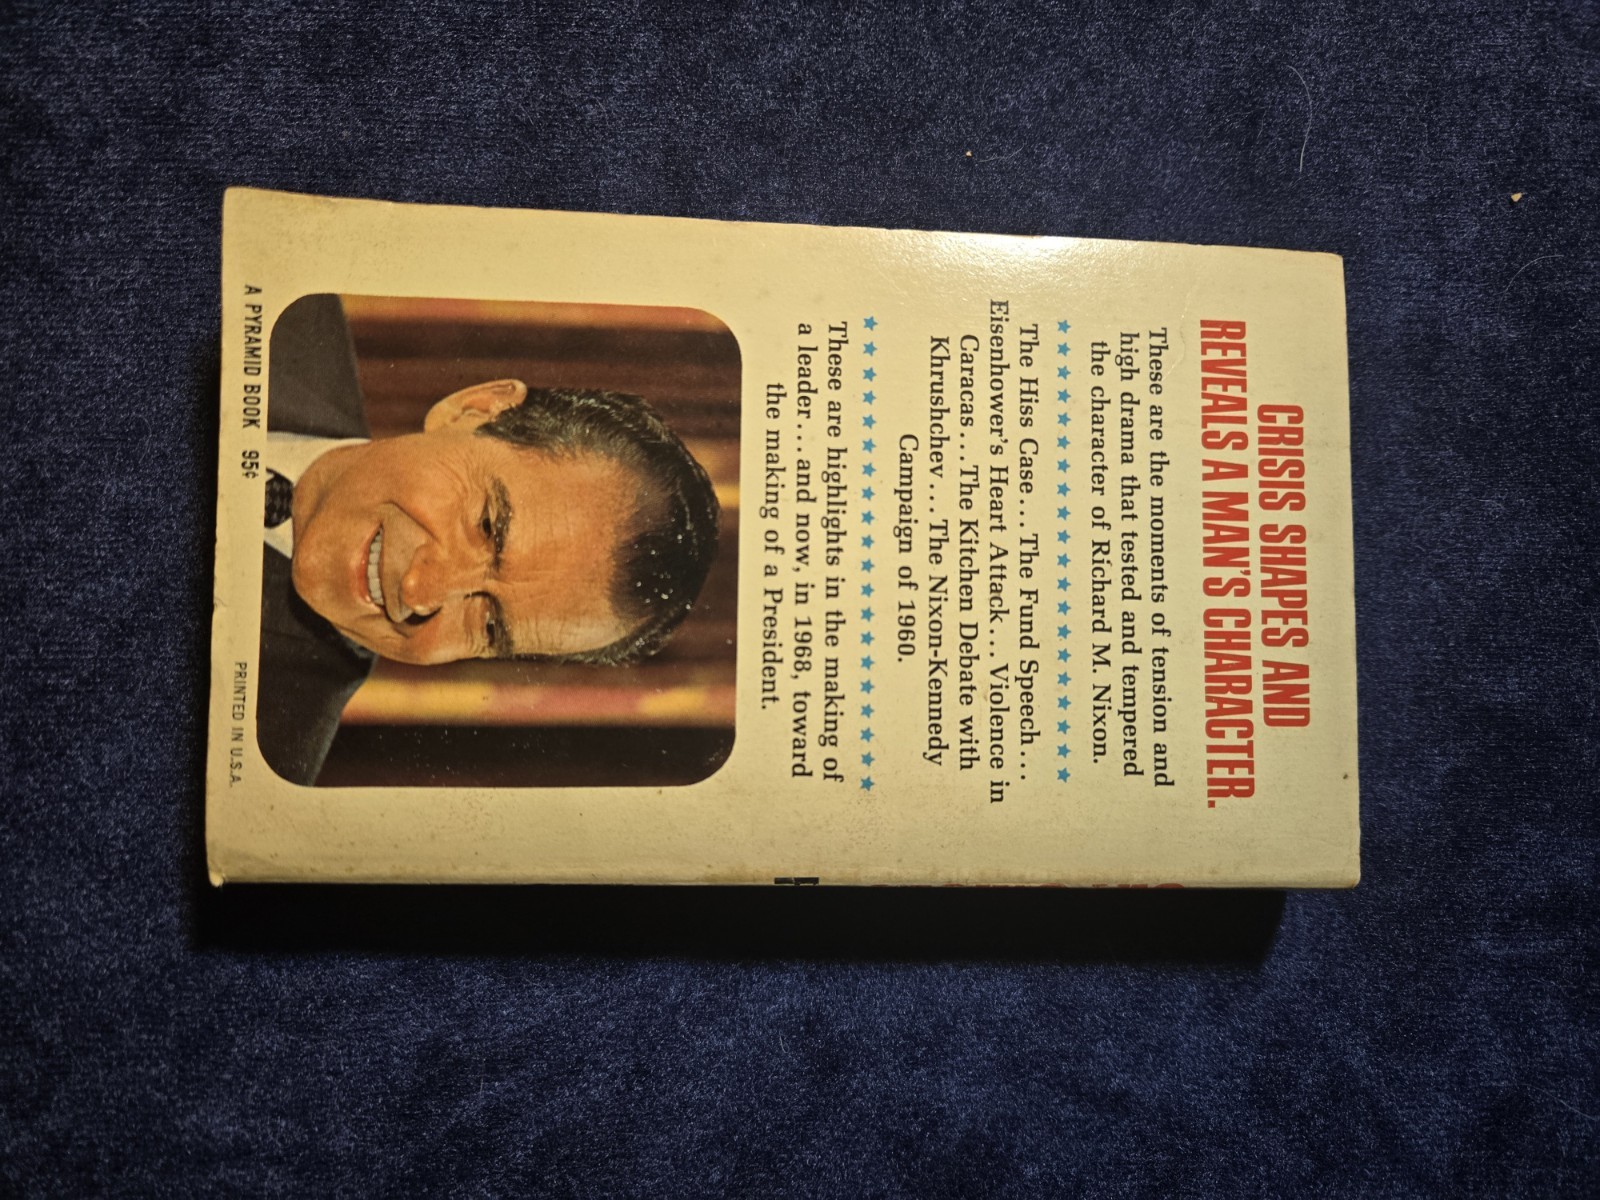 CRISIS SHAPES AND
REVEALS A MAN'S CHARACTER.
These are the moments of tension and
high drama that tested and tempered
the character of Richard M. Nixon.
The Hiss Case... The Fund Speech...
Eisenhower's Heart Attack... Violence in
Caracas... The Kitchen Debate with
Khrushchev... The Nixon-Kennedy
Campaign of 1960.
These are highlights in the making of
a leader... and now, in 1968, toward
the making of a President.
A PYRAMID BOOK 95¢
PRINTED IN U.S.A.